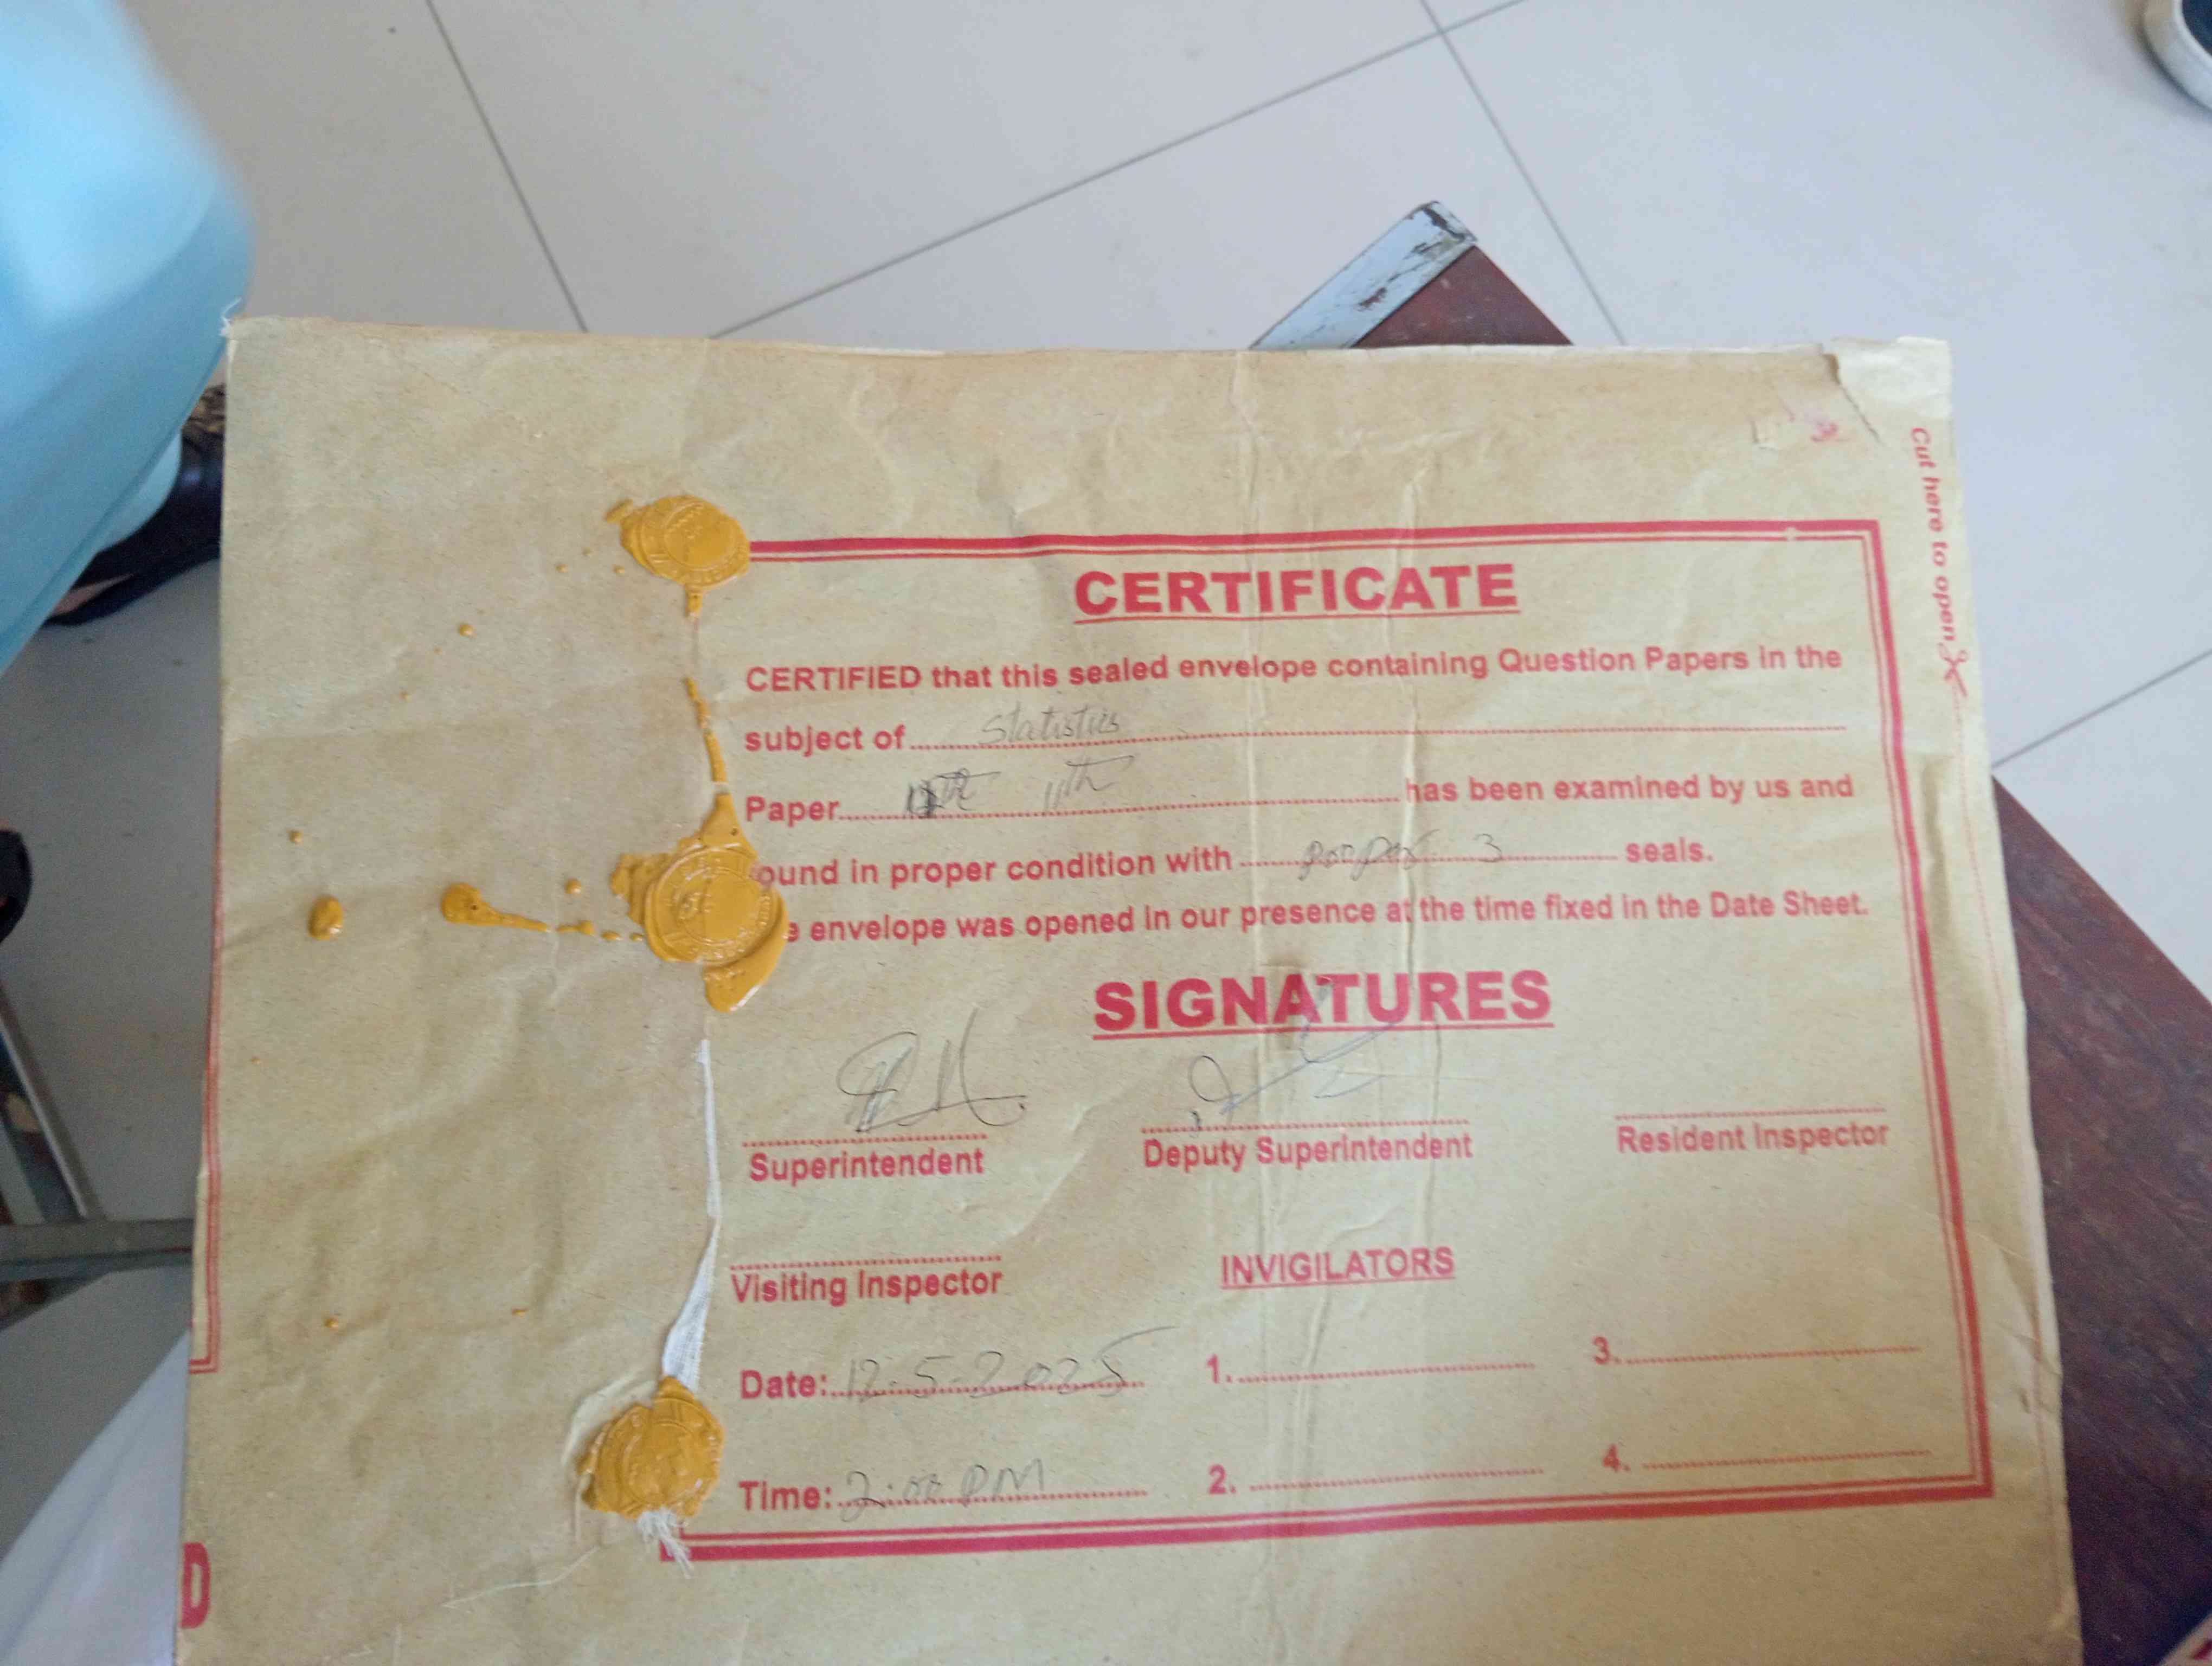 Cut here to open
CERTIFICATE
CERTIFIED that this sealed envelope containing Question Papers in the
subject of Statistics
Paper 11th has been examined by us and
ound in proper condition with proper 3 seals.
e envelope was opened in our presence at the time fixed in the Date Sheet.
SIGNATURES
Superintendent Deputy Superintendent Resident Inspector
Visiting Inspector INVIGILATORS
Date: 12-5-2025 1. 3.
Time: 2:00 PM 2. 4.
D